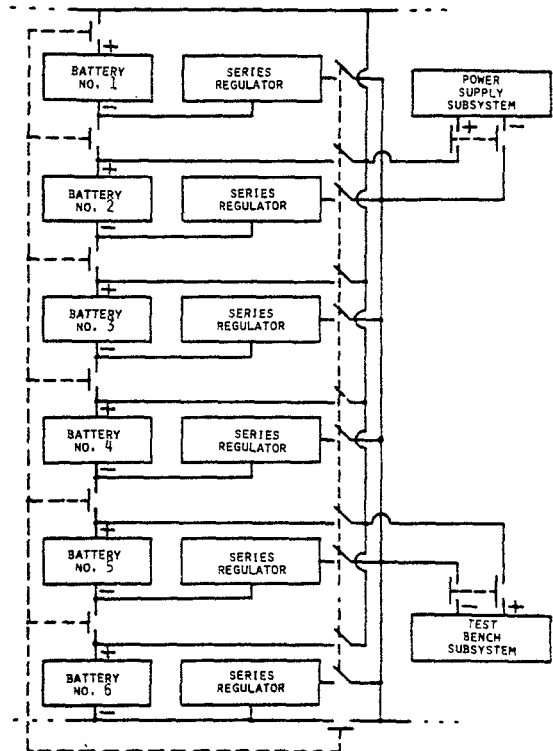 +
BATTERY
NO. 1
−
SERIES
REGULATOR
POWER
SUPPLY
SUBSYSTEM
+
−
+
BATTERY
NO. 2
−
SERIES
REGULATOR
+
BATTERY
NO. 3
−
SERIES
REGULATOR
+
BATTERY
NO. 4
−
SERIES
REGULATOR
+
BATTERY
NO. 5
−
SERIES
REGULATOR
−
+
TEST
BENCH
SUBSYSTEM
+
BATTERY
NO. 6
−
SERIES
REGULATOR